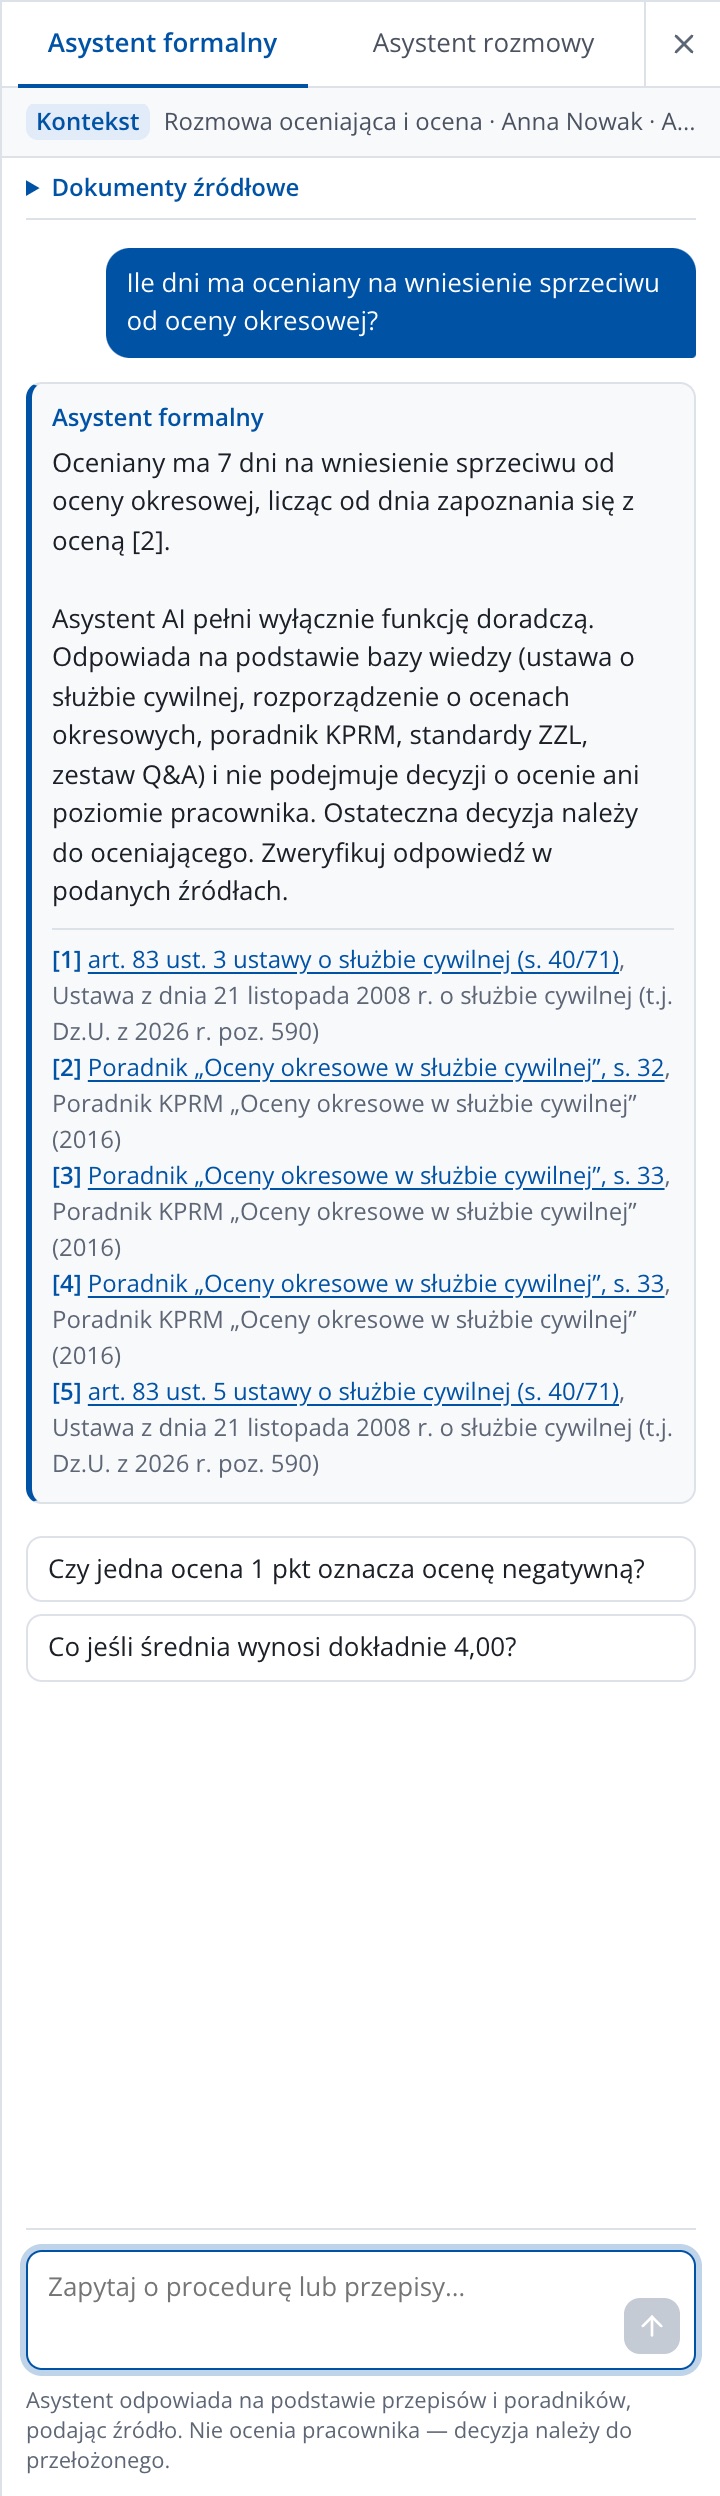 Asystent formalny
Asystent rozmowy
Kontekst Rozmowa oceniająca i ocena · Anna Nowak · A...
Dokumenty źródłowe
Ile dni ma oceniany na wniesienie sprzeciwu
od oceny okresowej?
Asystent formalny
Oceniany ma 7 dni na wniesienie sprzeciwu od
oceny okresowej, licząc od dnia zapoznania się z
oceną [2].
Asystent AI pełni wyłącznie funkcję doradczą.
Odpowiada na podstawie bazy wiedzy (ustawa o
służbie cywilnej, rozporządzenie o ocenach
okresowych, poradnik KPRM, standardy ZZL,
zestaw Q&A) i nie podejmuje decyzji o ocenie ani
poziomie pracownika. Ostateczna decyzja należy
do oceniającego. Zweryfikuj odpowiedź w
podanych źródłach.
[1] art. 83 ust. 3 ustawy o służbie cywilnej (s. 40/71),
Ustawa z dnia 21 listopada 2008 r. o służbie cywilnej (t.j.
Dz.U. z 2026 r. poz. 590)
[2] Poradnik „Oceny okresowe w służbie cywilnej”, s. 32,
Poradnik KPRM „Oceny okresowe w służbie cywilnej”
(2016)
[3] Poradnik „Oceny okresowe w służbie cywilnej”, s. 33,
Poradnik KPRM „Oceny okresowe w służbie cywilnej”
(2016)
[4] Poradnik „Oceny okresowe w służbie cywilnej”, s. 33,
Poradnik KPRM „Oceny okresowe w służbie cywilnej”
(2016)
[5] art. 83 ust. 5 ustawy o służbie cywilnej (s. 40/71),
Ustawa z dnia 21 listopada 2008 r. o służbie cywilnej (t.j.
Dz.U. z 2026 r. poz. 590)
Czy jedna ocena 1 pkt oznacza ocenę negatywną?
Co jeśli średnia wynosi dokładnie 4,00?
Zapytaj o procedurę lub przepisy...
Asystent odpowiada na podstawie przepisów i poradników,
podając źródło. Nie ocenia pracownika — decyzja należy do
przełożonego.